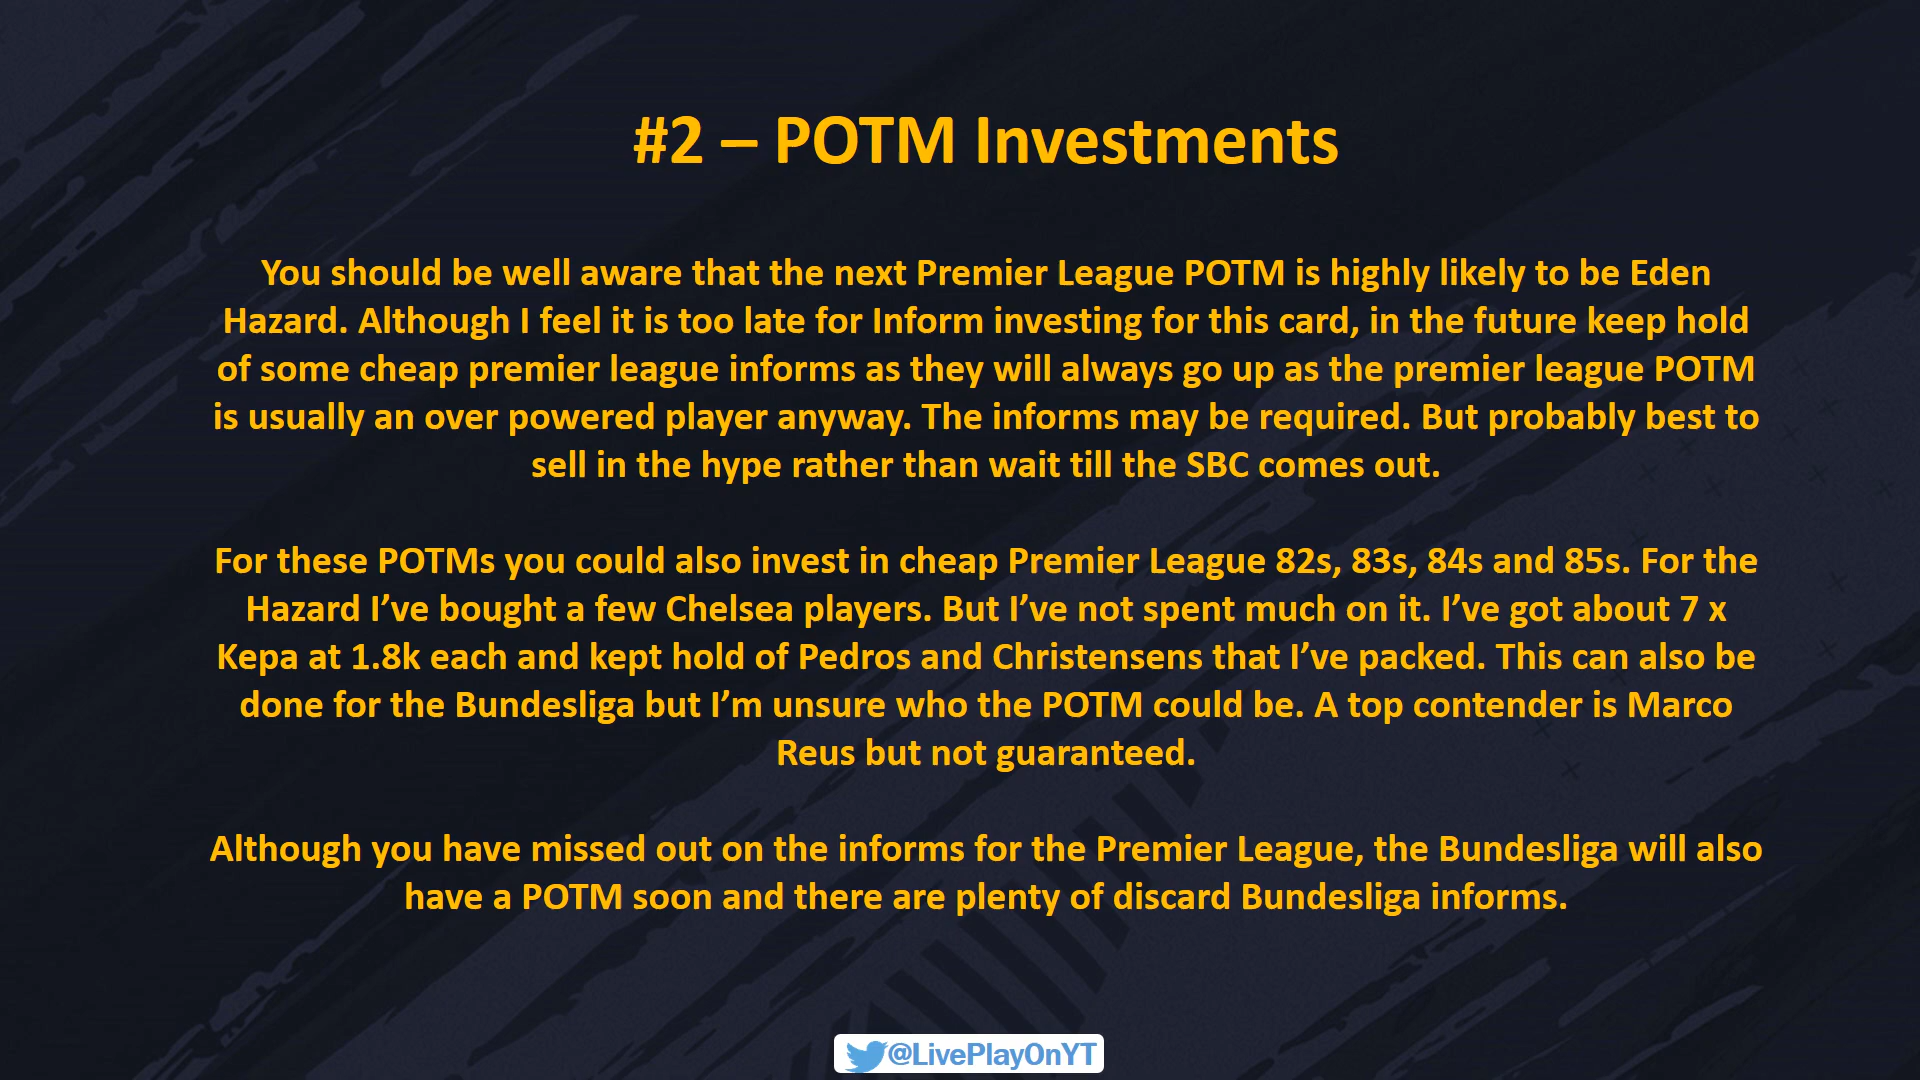 #2 – POTM Investments
You should be well aware that the next Premier League POTM is highly likely to be Eden
Hazard. Although I feel it is too late for Inform investing for this card, in the future keep hold
of some cheap premier league informs as they will always go up as the premier league POTM
is usually an over powered player anyway. The informs may be required. But probably best to
sell in the hype rather than wait till the SBC comes out.
For these POTMs you could also invest in cheap Premier League 82s, 83s, 84s and 85s. For the
Hazard I’ve bought a few Chelsea players. But I’ve not spent much on it. I’ve got about 7 x
Kepa at 1.8k each and kept hold of Pedros and Christensens that I’ve packed. This can also be
done for the Bundesliga but I’m unsure who the POTM could be. A top contender is Marco
Reus but not guaranteed.
Although you have missed out on the informs for the Premier League, the Bundesliga will also
have a POTM soon and there are plenty of discard Bundesliga informs.
@LivePlayOnYT